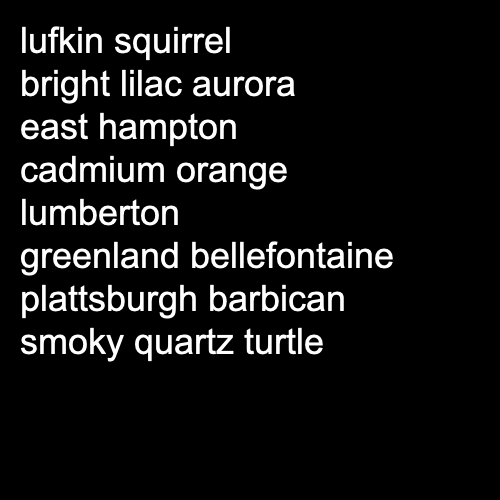 lufkin squirrel
bright lilac aurora
east hampton
cadmium orange
lumberton
greenland bellefontaine
plattsburgh barbican
smoky quartz turtle